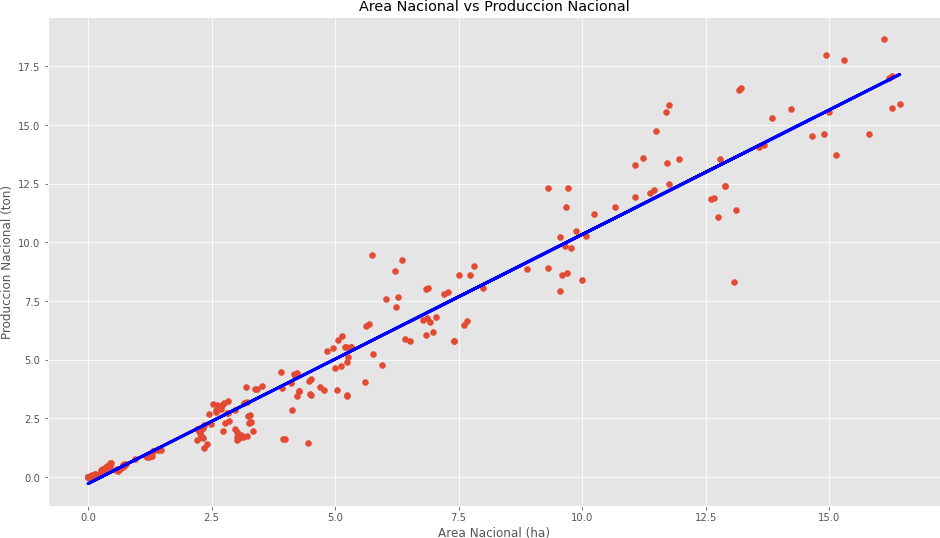 Area Nacional vs Produccion Nacional
17.5
15.0
12.5
10.0
7.5
5.0
2.5
0.0
Produccion Nacional (ton)
0.0 2.5 5.0 7.5 10.0 12.5 15.0
Area Nacional (ha)